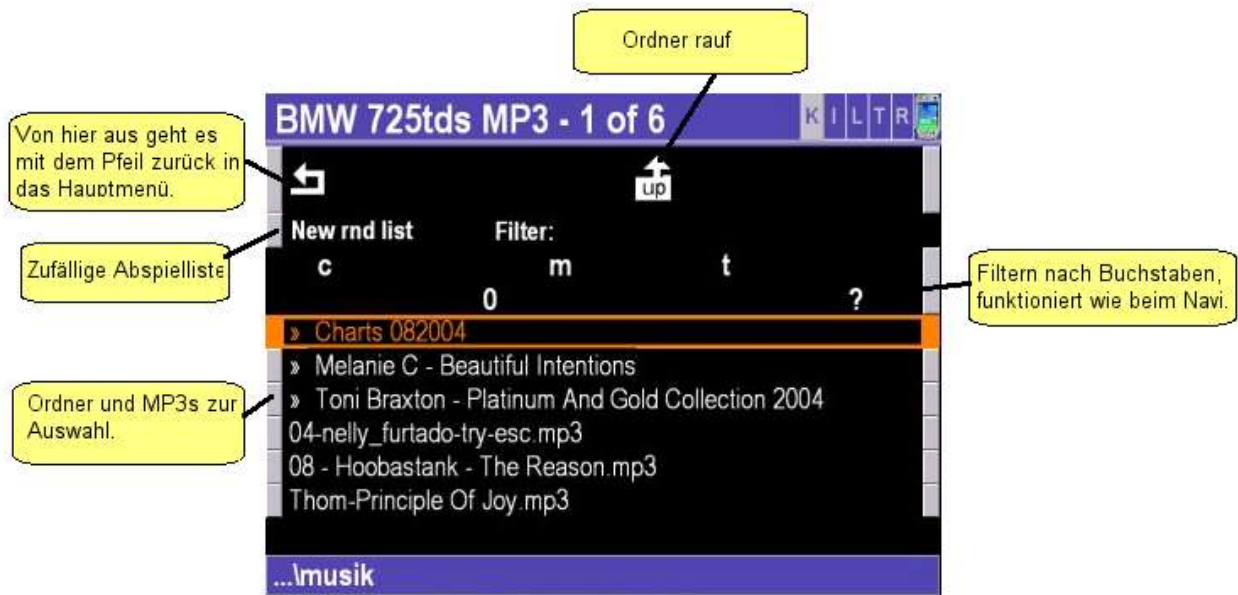 Ordner rauf
BMW 725tds MP3 - 1 of 6
K I L T R
Von hier aus geht es
mit dem Pfeil zurück in
das Hauptmenü.
up
New rnd list Filter:
Zufällige Abspielliste
c m t
0 ?
Filtern nach Buchstaben,
funktioniert wie beim Navi.
» Charts 082004
» Melanie C - Beautiful Intentions
» Toni Braxton - Platinum And Gold Collection 2004
Ordner und MP3s zur
Auswahl.
04-nelly_furtado-try-esc.mp3
08 - Hoobastank - The Reason.mp3
Thom-Principle Of Joy.mp3
...\musik